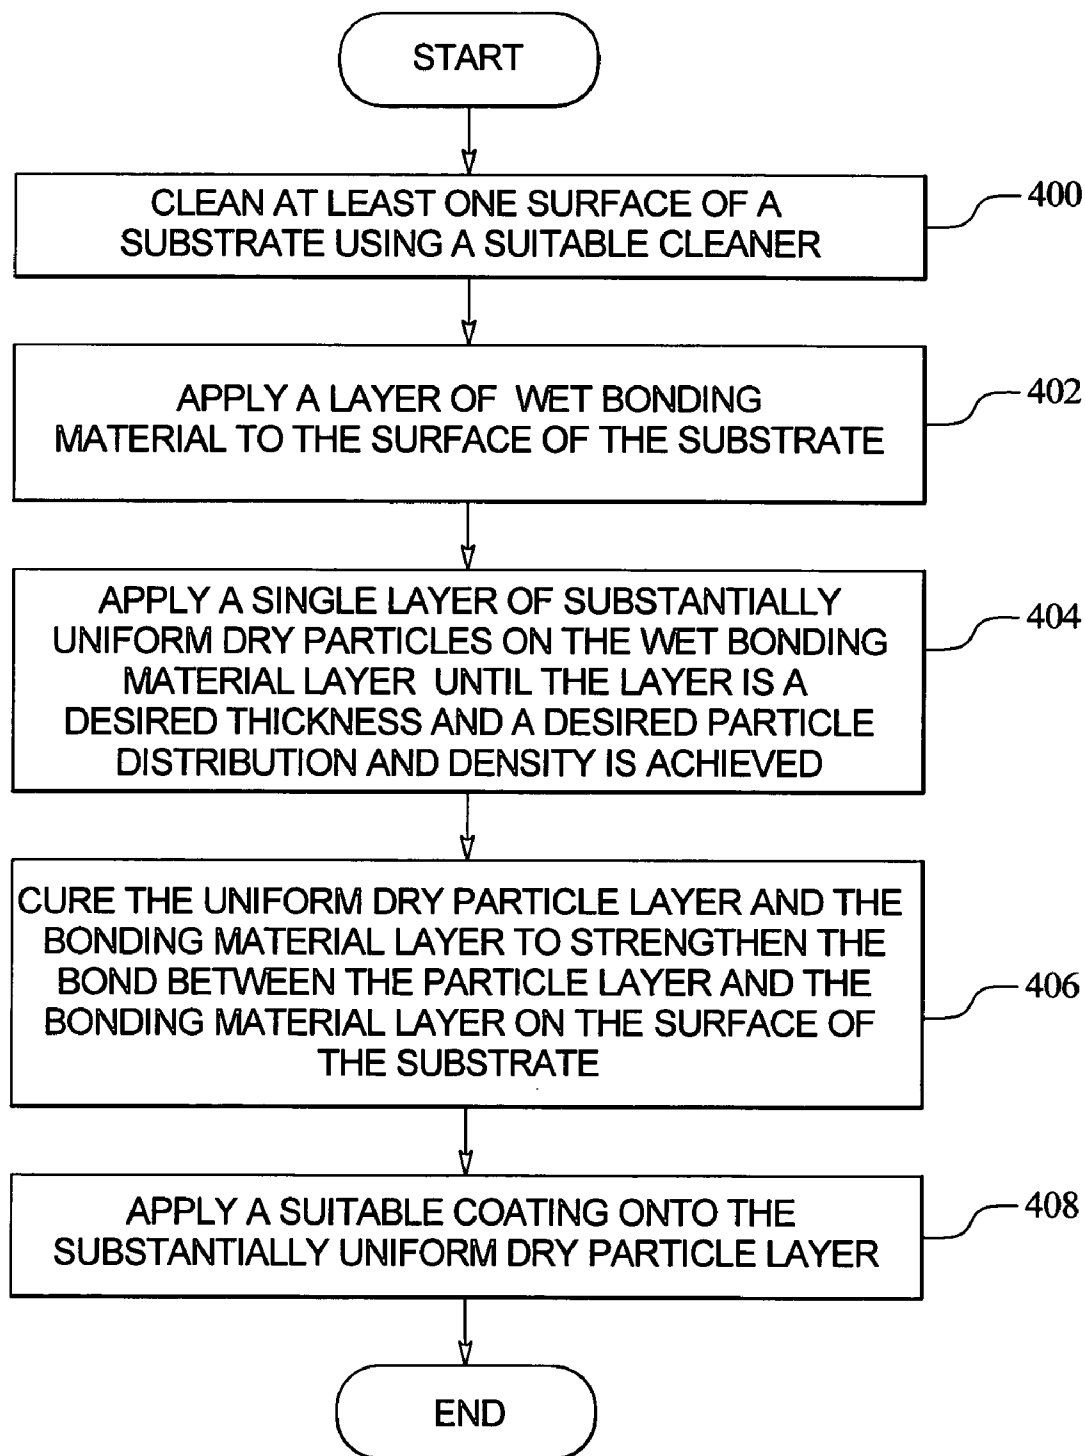 START
CLEAN AT LEAST ONE SURFACE OF A
SUBSTRATE USING A SUITABLE CLEANER
400
APPLY A LAYER OF WET BONDING
MATERIAL TO THE SURFACE OF THE SUBSTRATE
402
APPLY A SINGLE LAYER OF SUBSTANTIALLY
UNIFORM DRY PARTICLES ON THE WET BONDING
MATERIAL LAYER UNTIL THE LAYER IS A
DESIRED THICKNESS AND A DESIRED PARTICLE
DISTRIBUTION AND DENSITY IS ACHIEVED
404
CURE THE UNIFORM DRY PARTICLE LAYER AND THE
BONDING MATERIAL LAYER TO STRENGTHEN THE
BOND BETWEEN THE PARTICLE LAYER AND THE
BONDING MATERIAL LAYER ON THE SURFACE OF
THE SUBSTRATE
406
APPLY A SUITABLE COATING ONTO THE
SUBSTANTIALLY UNIFORM DRY PARTICLE LAYER
408
END